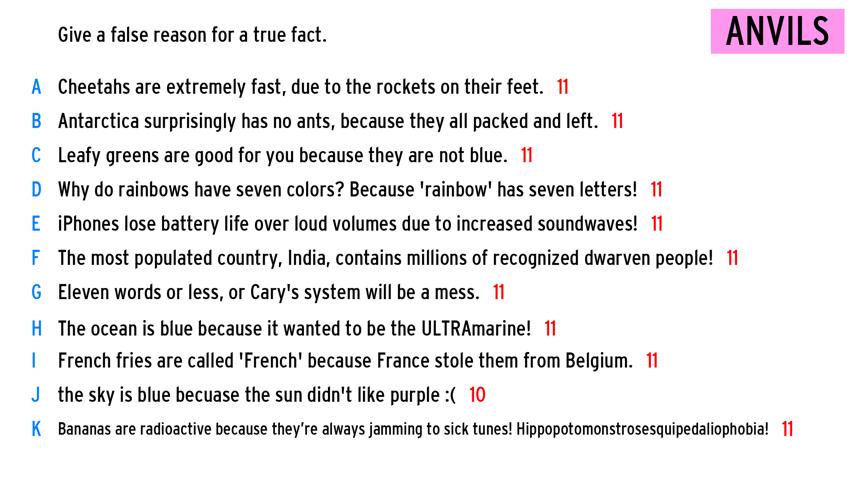 Give a false reason for a true fact.
ANVILS
A Cheetahs are extremely fast, due to the rockets on their feet. 11
B Antarctica surprisingly has no ants, because they all packed and left. 11
C Leafy greens are good for you because they are not blue. 11
D Why do rainbows have seven colors? Because 'rainbow' has seven letters! 11
E iPhones lose battery life over loud volumes due to increased soundwaves! 11
F The most populated country, India, contains millions of recognized dwarven people! 11
G Eleven words or less, or Cary's system will be a mess. 11
H The ocean is blue because it wanted to be the ULTRAmarine! 11
I French fries are called 'French' because France stole them from Belgium. 11
J the sky is blue becuase the sun didn't like purple :( 10
K Bananas are radioactive because they're always jamming to sick tunes! Hippopotomonstrosesquipedaliophobia! 11